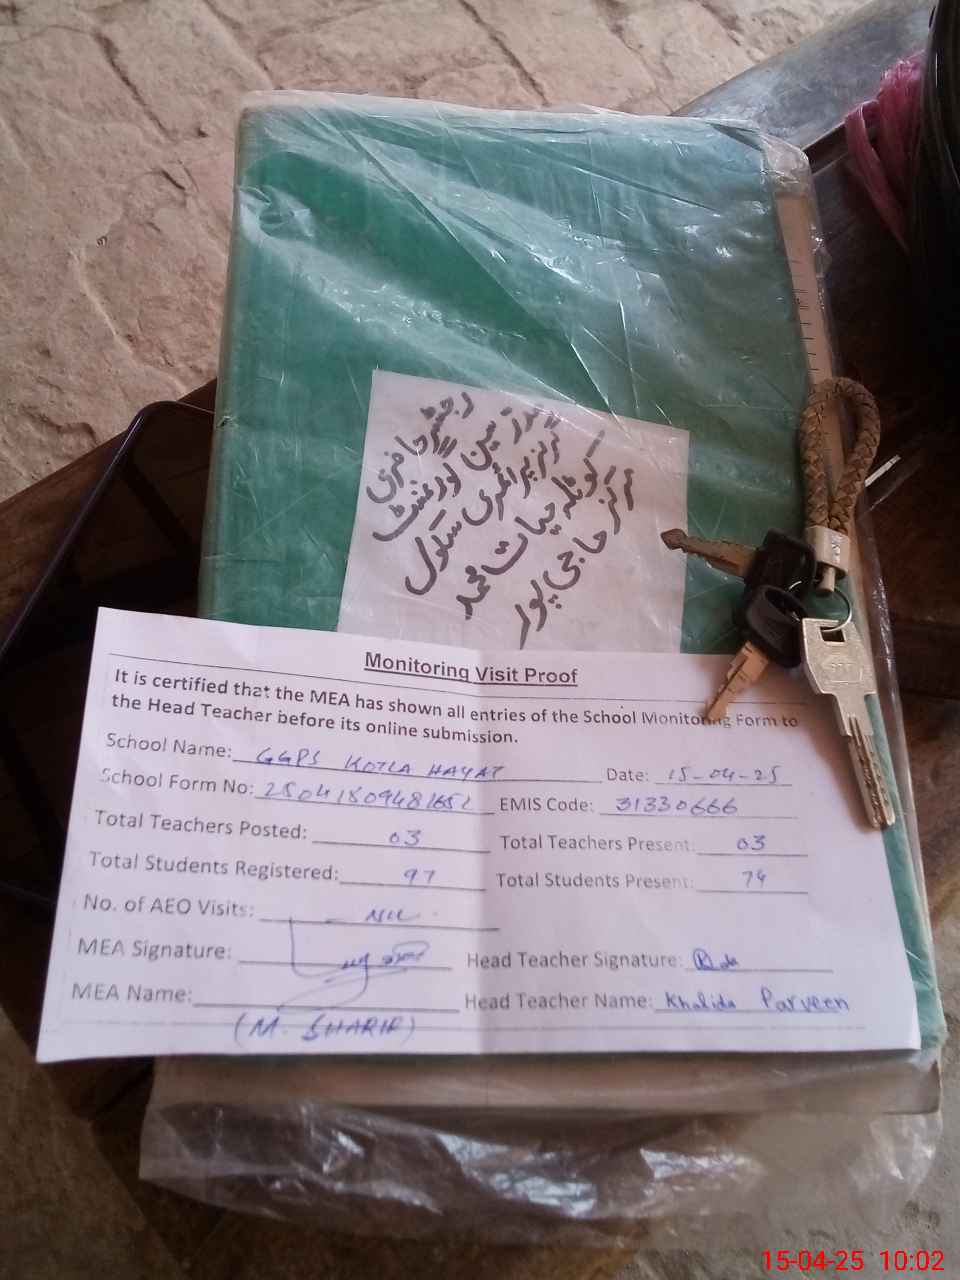 رجسٹر حاضری
مدرسین گورنمنٹ
گرلز پرائمری سکول
کوٹلہ حیات محمد
مرکز حاجی پور
Monitoring Visit Proof
It is certified that the MEA has shown all entries of the School Monitoring Form to
the Head Teacher before its online submission.
School Name: GGPS KOTLA HAYAT Date: 15-04-25
School Form No: EMIS Code: 31330666
Total Teachers Posted: 03 Total Teachers Present: 03
Total Students Registered: 97 Total Students Present: 74
No. of AEO Visits: Nil
MEA Signature: Head Teacher Signature:
MEA Name: Head Teacher Name: Khalida Parveen
(M. SHARIF)
15-04-25 10:02